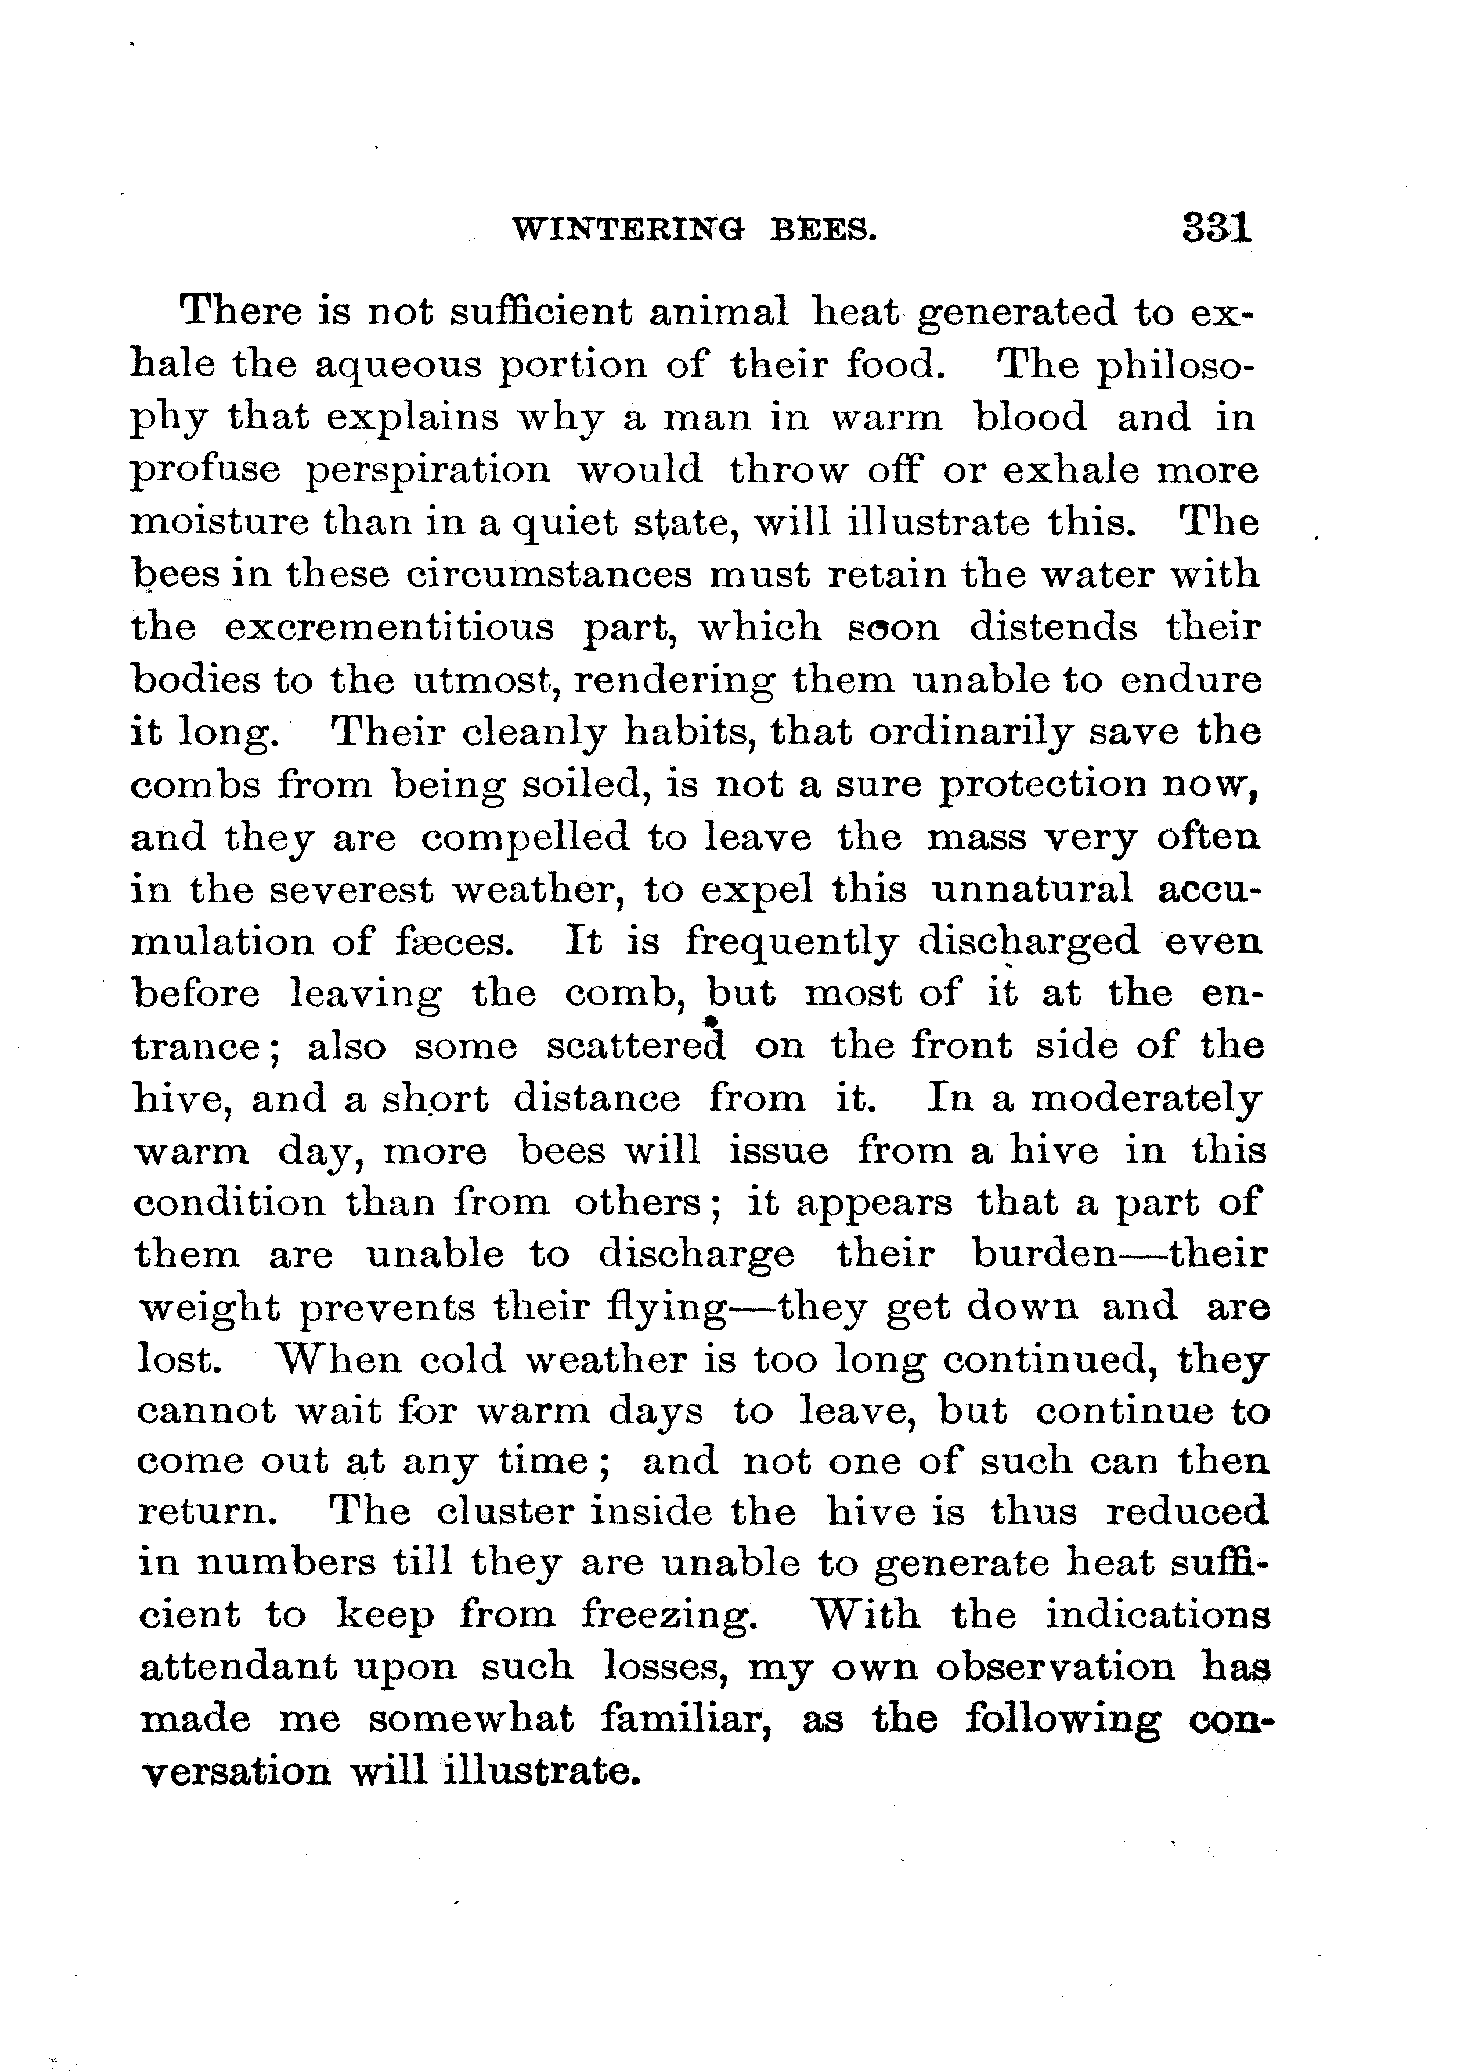 WINTERING BEES. 331
There is not sufficient animal heat generated to ex-
hale the aqueous portion of their food. The philoso-
phy that explains why a man in warm blood and in
profuse perspiration would throw off or exhale more
moisture than in a quiet state, will illustrate this. The
bees in these circumstances must retain the water with
the excrementitious part, which soon distends their
bodies to the utmost, rendering them unable to endure
it long. Their cleanly habits, that ordinarily save the
combs from being soiled, is not a sure protection now,
and they are compelled to leave the mass very often
in the severest weather, to expel this unnatural accu-
mulation of fæces. It is frequently discharged even
before leaving the comb, but most of it at the en-
trance; also some scattered on the front side of the
hive, and a short distance from it. In a moderately
warm day, more bees will issue from a hive in this
condition than from others; it appears that a part of
them are unable to discharge their burden—their
weight prevents their flying—they get down and are
lost. When cold weather is too long continued, they
cannot wait for warm days to leave, but continue to
come out at any time; and not one of such can then
return. The cluster inside the hive is thus reduced
in numbers till they are unable to generate heat suffi-
cient to keep from freezing. With the indications
attendant upon such losses, my own observation has
made me somewhat familiar, as the following con-
versation will illustrate.